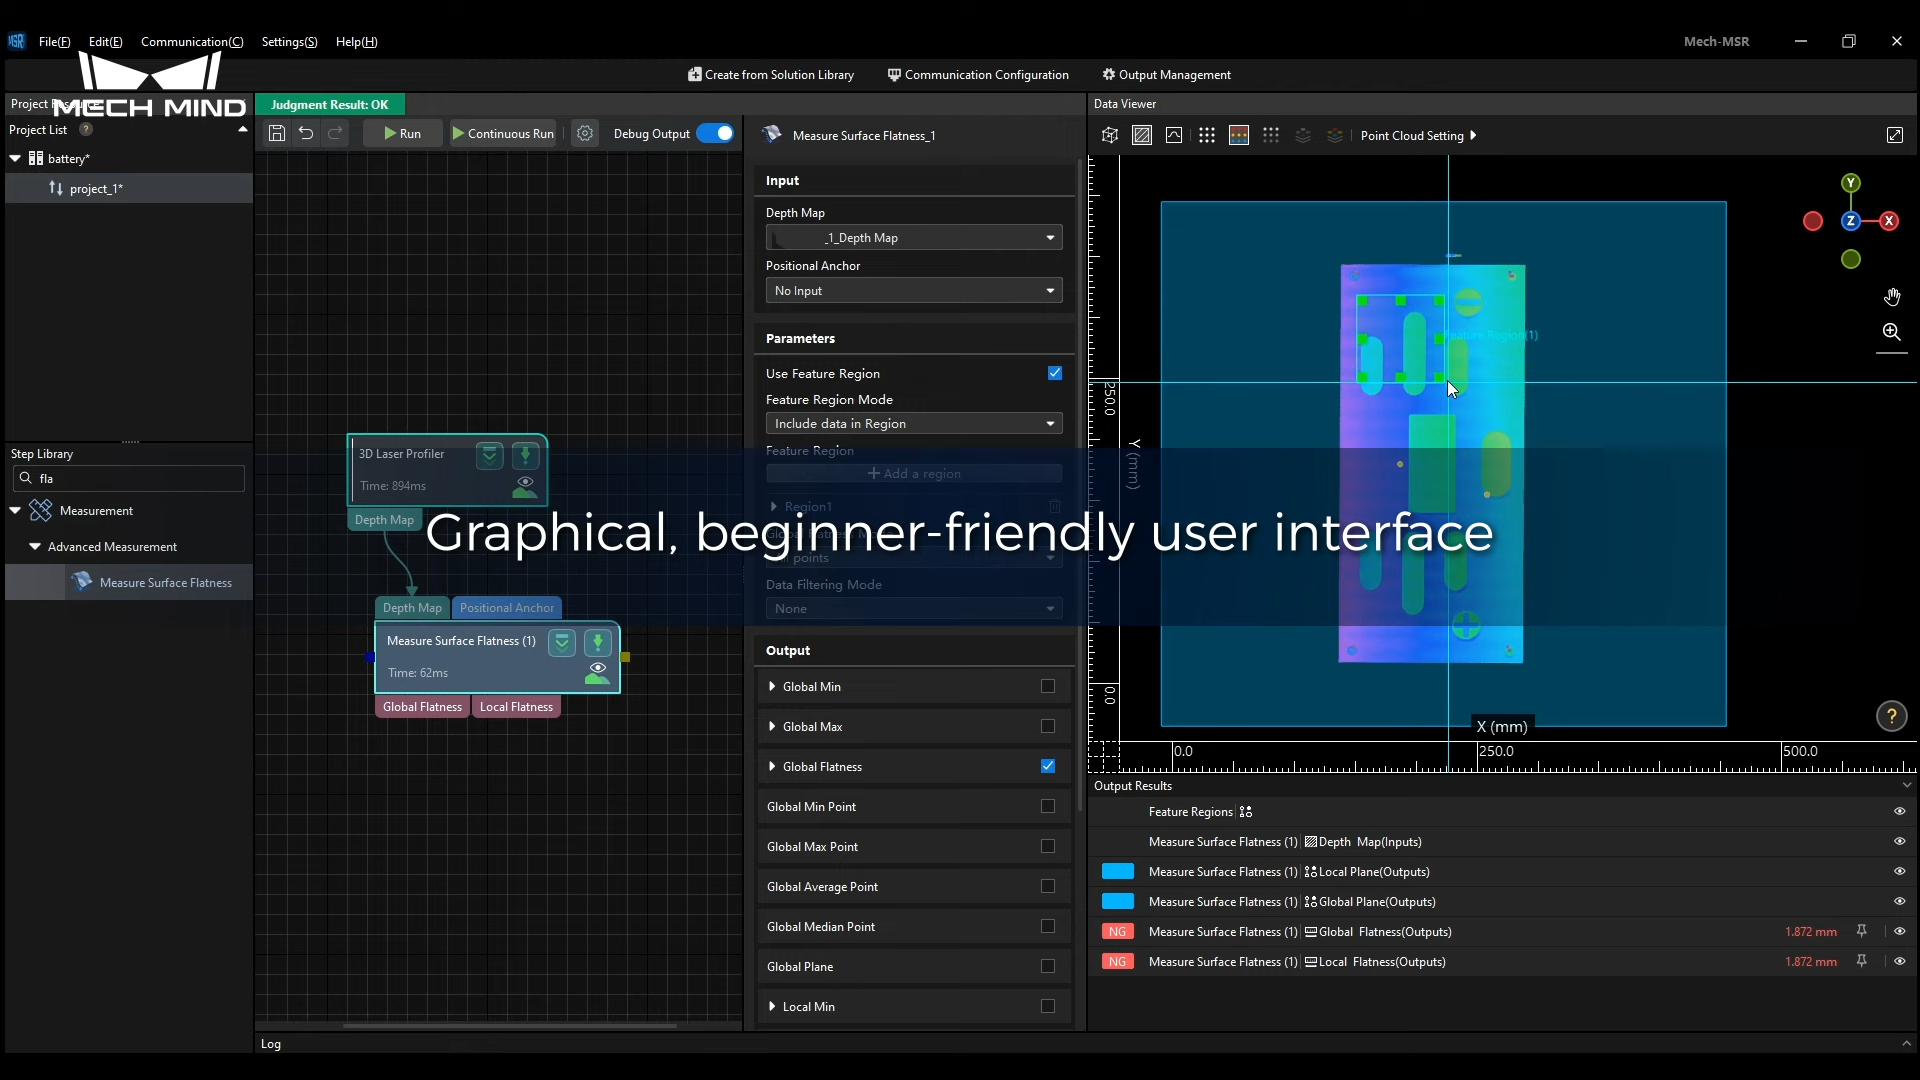 MSR File(F) Edit(E) Communication(C) Settings(S) Help(H) Mech-MSR
MECH MIND
Create from Solution Library Communication Configuration Output Management
Project
Project List ?
battery*
project_1*
Step Library
fla
Measurement
Advanced Measurement
Measure Surface Flatness
Judgment Result: OK
Run Continuous Run Debug Output
3D Laser Profiler
Time: 894ms
Depth Map
Depth Map Positional Anchor
Measure Surface Flatness (1)
Time: 62ms
Global Flatness Local Flatness
Measure Surface Flatness_1
Input
Depth Map
_1_Depth Map
Positional Anchor
No Input
Parameters
Use Feature Region
Feature Region Mode
Include data in Region
Feature Region
Add a region
Region1
points
Data Filtering Mode
None
Graphical, beginner-friendly user interface
Output
Global Min
Global Max
Global Flatness
Global Min Point
Global Max Point
Global Average Point
Global Median Point
Global Plane
Local Min
Data Viewer
Point Cloud Setting
Y
Z X
Feature Region(1)
250.0
Y (mm)
0.0
X (mm)
0.0 250.0 500.0
?
Output Results
Feature Regions
Measure Surface Flatness (1) Depth Map(Inputs)
Measure Surface Flatness (1) Local Plane(Outputs)
Measure Surface Flatness (1) Global Plane(Outputs)
NG Measure Surface Flatness (1) Global Flatness(Outputs) 1.872 mm
NG Measure Surface Flatness (1) Local Flatness(Outputs) 1.872 mm
Log